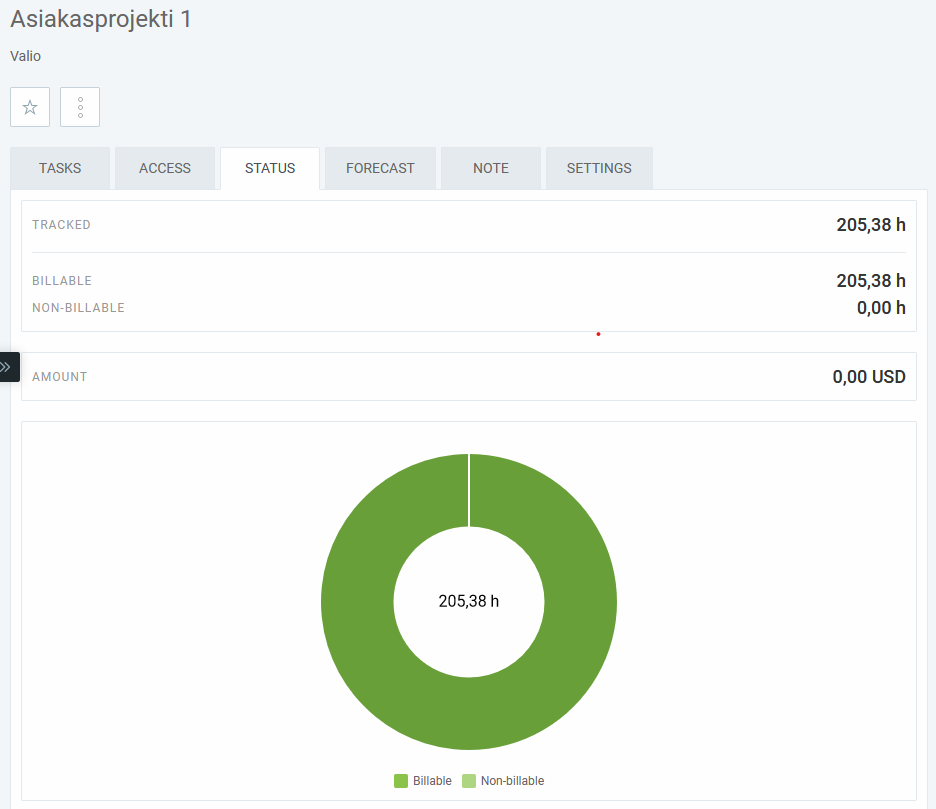 Asiakasprojekti 1
Valio
TASKS ACCESS STATUS FORECAST NOTE SETTINGS
TRACKED 205,38 h
BILLABLE 205,38 h
NON-BILLABLE 0,00 h
AMOUNT 0,00 USD
205,38 h
Billable Non-billable